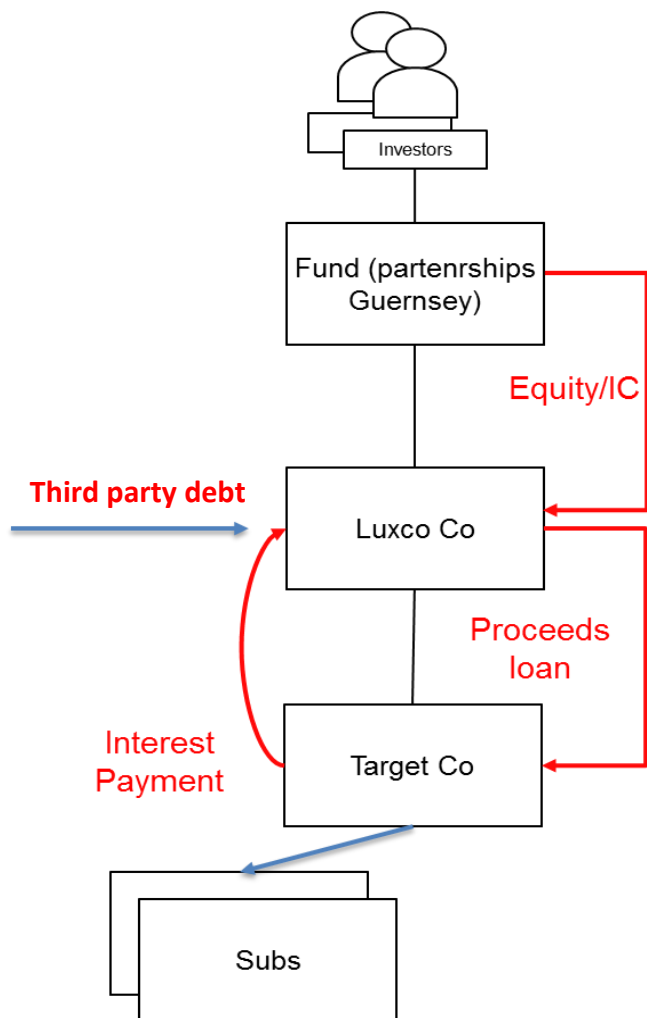 Investors
Fund (partenrships
Guernsey)
Equity/IC
Third party debt
Luxco Co
Proceeds
loan
Interest
Payment
Target Co
Subs